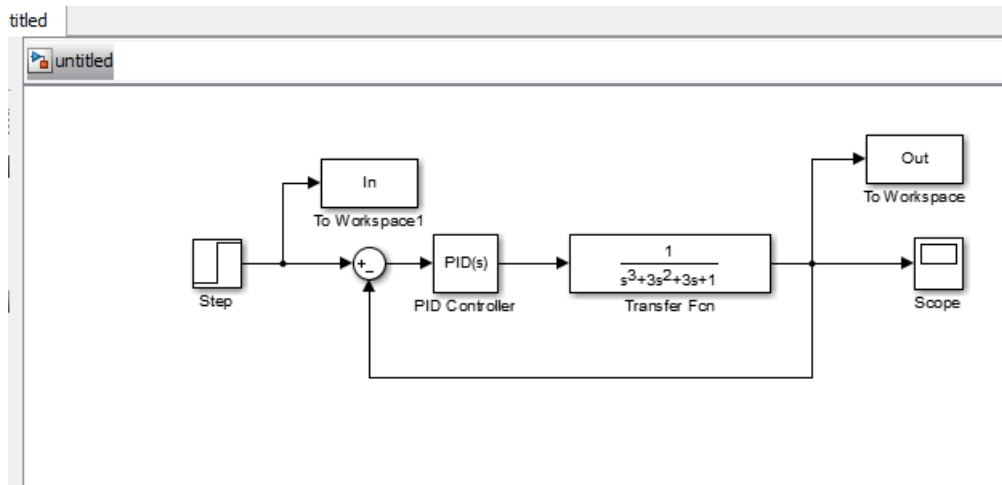 titled
untitled
Out
To Workspace
In
To Workspace1
+
-
PID(s)
PID Controller
1
s³+3s²+3s+1
Transfer Fcn
Step
Scope